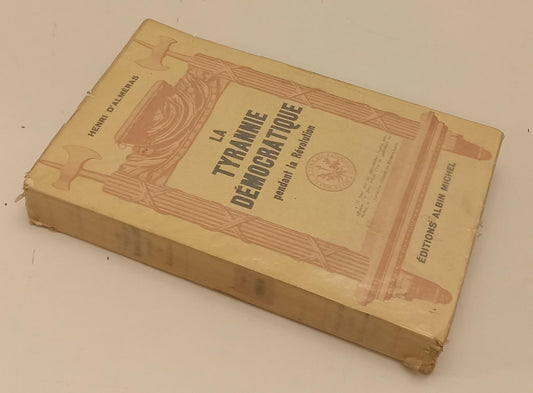 HENRI D'ALMÉRAS
LA
TYRANNIE
DÉMOCRATIQUE
pendant la Révolution
ÉDITIONS ALBIN MICHEL